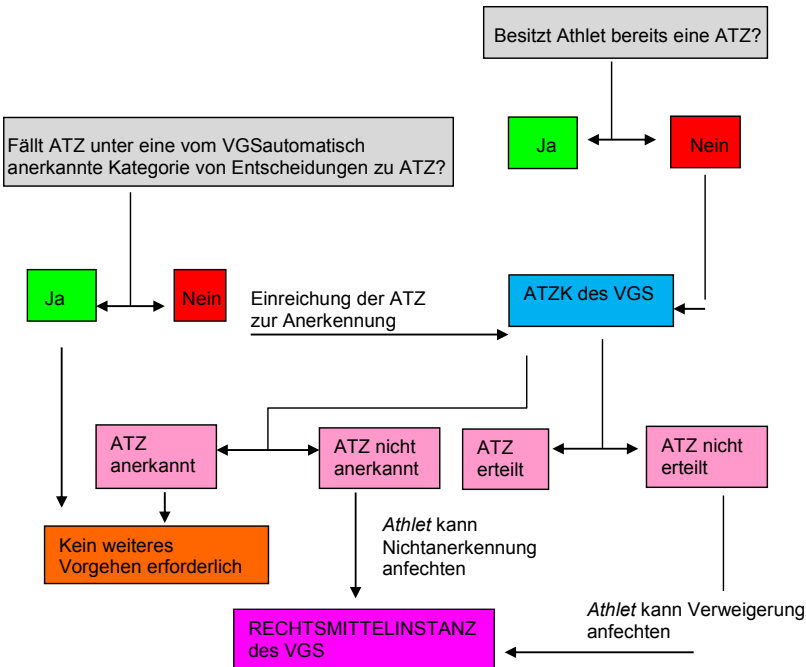 Besitzt Athlet bereits eine ATZ?
Ja
Nein
Fällt ATZ unter eine vom VGSautomatisch
anerkannte Kategorie von Entscheidungen zu ATZ?
Ja
Nein
Einreichung der ATZ
zur Anerkennung
ATZK des VGS
ATZ
anerkannt
ATZ nicht
anerkannt
ATZ
erteilt
ATZ nicht
erteilt
Kein weiteres
Vorgehen erforderlich
Athlet kann
Nichtanerkennung
anfechten
Athlet kann Verweigerung
anfechten
RECHTSMITTELINSTANZ
des VGS